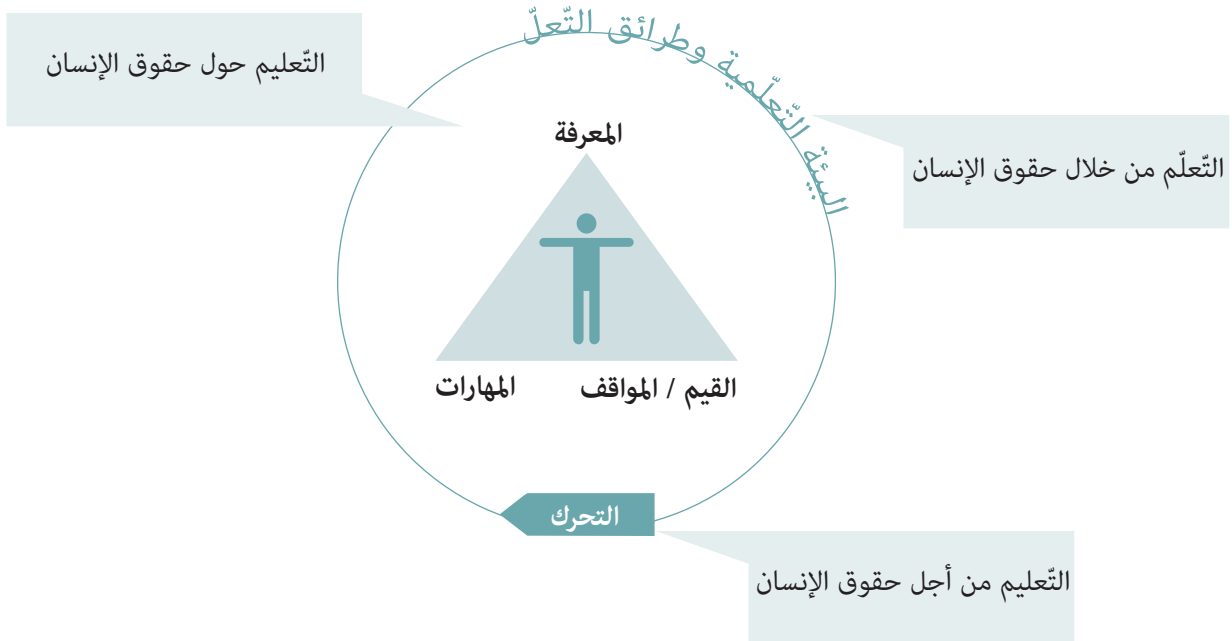 البيئة التّعلّمية وطرائق التّعلّ
التّعليم حول حقوق الإنسان
التّعلّم من خلال حقوق الإنسان
المعرفة
القيم / المواقف
المهارات
التحرك
التّعليم من أجل حقوق الإنسان